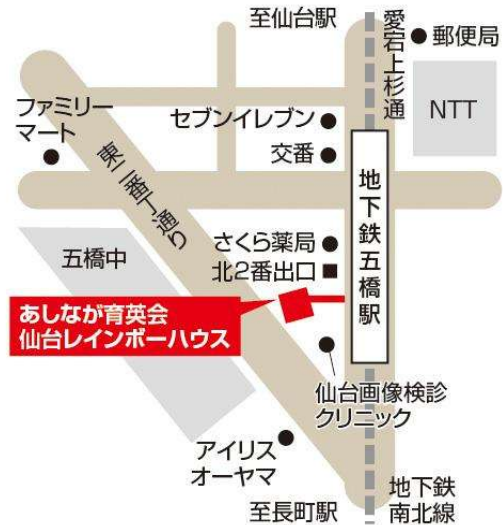 至仙台駅
愛宕上杉通
郵便局
NTT
ファミリー
マート
セブンイレブン
交番
東二番丁通り
地下鉄五橋駅
五橋中
さくら薬局
北2番出口
あしなが育英会
仙台レインボーハウス
仙台画像検診
クリニック
アイリス
オーヤマ
至長町駅
地下鉄
南北線